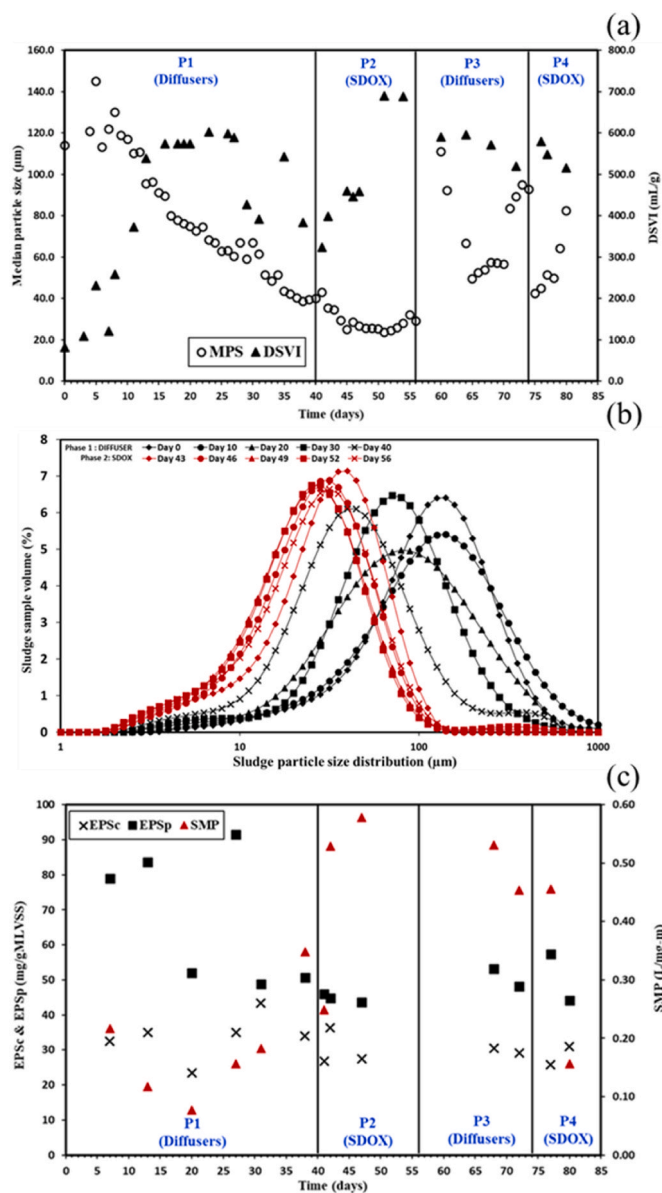 (a)
160.0
140.0
120.0
100.0
80.0
60.0
40.0
20.0
0.0
Median particle size (µm)
P1
(Diffusers)
P2
(SDOX)
P3
(Diffusers)
P4
(SDOX)
800.0
700.0
600.0
500.0
400.0
300.0
200.0
100.0
0.0
DSVI (mL/g)
MPS DSVI
0 5 10 15 20 25 30 35 40 45 50 55 60 65 70 75 80 85
Time (days)
(b)
8
7
6
5
4
3
2
1
0
Sludge sample volume (%)
Phase 1 : DIFFUSER Day 0 Day 10 Day 20 Day 30 Day 40
Phase 2: SDOX Day 43 Day 46 Day 49 Day 52 Day 56
1 10 100 1000
Sludge particle size distribution (µm)
(c)
100
90
80
70
60
50
40
30
20
10
0
EPSc & EPSp (mg/gMLVSS)
EPSc EPSp SMP
0.60
0.50
0.40
0.30
0.20
0.10
0.00
SMP (L/mg-m)
P1
(Diffusers)
P2
(SDOX)
P3
(Diffusers)
P4
(SDOX)
0 5 10 15 20 25 30 35 40 45 50 55 60 65 70 75 80 85
Time (days)